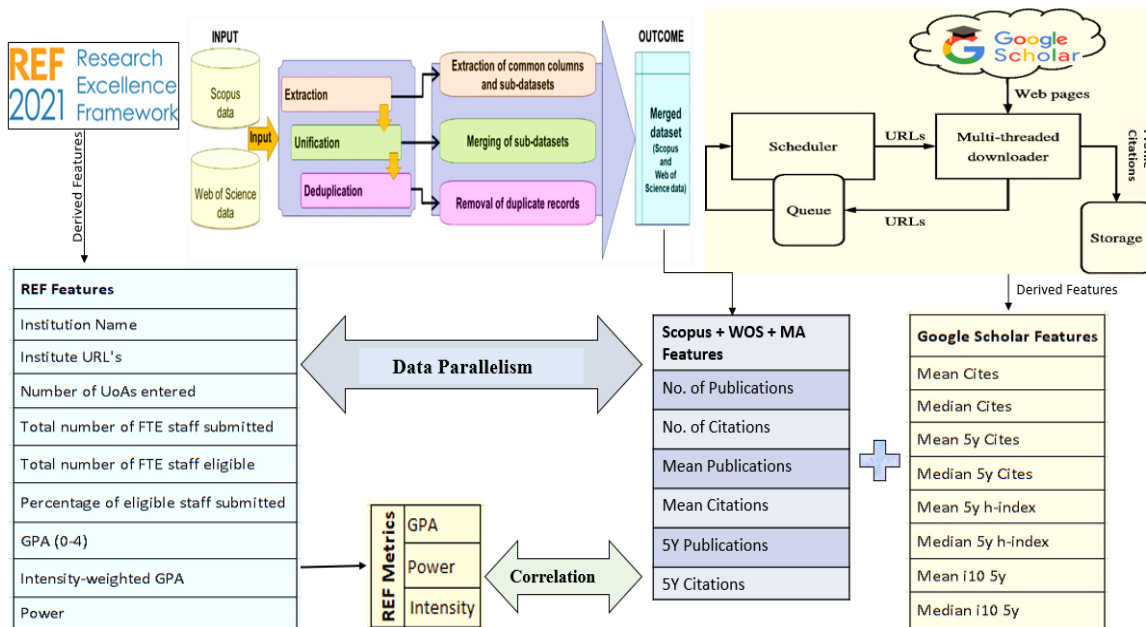 REF
2021
Research
Excellence
Framework
Derived Features
INPUT
Scopus
data
Web of Science
data
Input
Extraction
Unification
Deduplication
Extraction of common columns
and sub-datasets
Merging of sub-datasets
Removal of duplicate records
OUTCOME
Merged
dataset
(Scopus
and
Web of
Science data)
Google
Scholar
Web pages
Scheduler
URLs
Multi-threaded
downloader
Queue
URLs
Citations
Storage
Derived Features
REF Features
Institution Name
Institute URL's
Number of UoAs entered
Total number of FTE staff submitted
Total number of FTE staff eligible
Percentage of eligible staff submitted
GPA (0-4)
Intensity-weighted GPA
Power
Data Parallelism
REF Metrics
GPA
Power
Intensity
Correlation
Scopus + WOS + MA
Features
No. of Publications
No. of Citations
Mean Publications
Mean Citations
5Y Publications
5Y Citations
Google Scholar Features
Mean Cites
Median Cites
Mean 5y Cites
Median 5y Cites
Mean 5y h-index
Median 5y h-index
Mean i10 5y
Median i10 5y